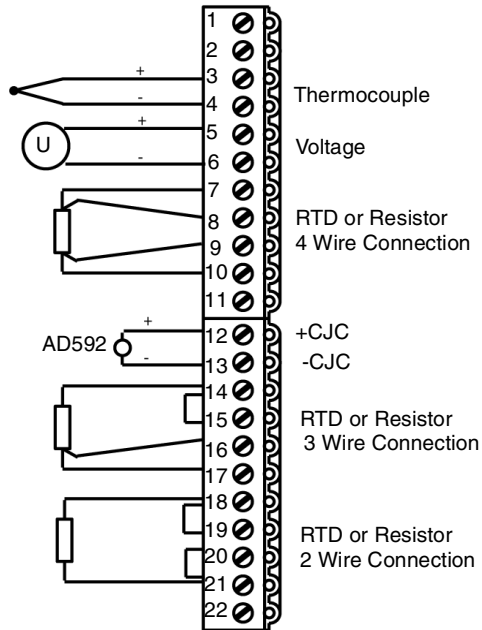 1
2
+ 3
- 4
Thermocouple
+ 5
U
Voltage
- 6
7
8
RTD or Resistor
9
4 Wire Connection
10
11
+ 12 +CJC
AD592
- 13 -CJC
14
15
RTD or Resistor
16
3 Wire Connection
17
18
19
RTD or Resistor
20
2 Wire Connection
21
22